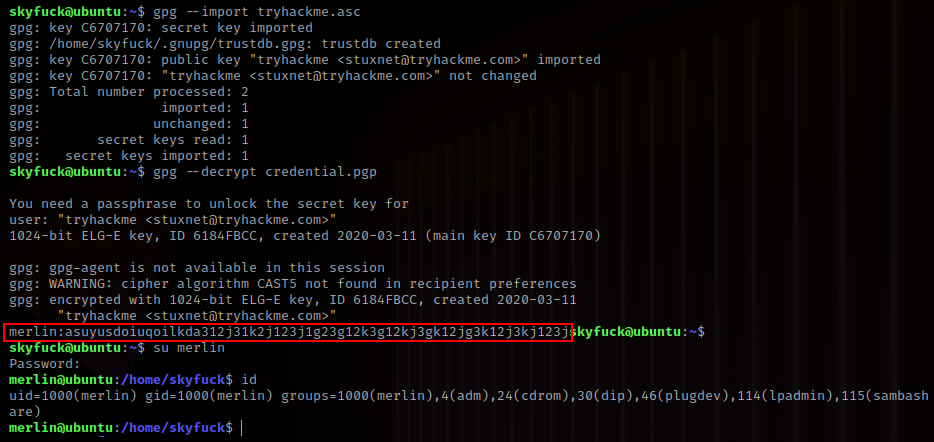 skyfuck@ubuntu:~$ gpg --import tryhackme.asc
gpg: key C6707170: secret key imported
gpg: /home/skyfuck/.gnupg/trustdb.gpg: trustdb created
gpg: key C6707170: public key "tryhackme <stuxnet@tryhackme.com>" imported
gpg: key C6707170: "tryhackme <stuxnet@tryhackme.com>" not changed
gpg: Total number processed: 2
gpg:               imported: 1
gpg:              unchanged: 1
gpg:       secret keys read: 1
gpg:   secret keys imported: 1
skyfuck@ubuntu:~$ gpg --decrypt credential.pgp
You need a passphrase to unlock the secret key for
user: "tryhackme <stuxnet@tryhackme.com>"
1024-bit ELG-E key, ID 6184FBCC, created 2020-03-11 (main key ID C6707170)
gpg: gpg-agent is not available in this session
gpg: WARNING: cipher algorithm CAST5 not found in recipient preferences
gpg: encrypted with 1024-bit ELG-E key, ID 6184FBCC, created 2020-03-11
      "tryhackme <stuxnet@tryhackme.com>"
merlin:asuyusdoiuqoilkda312j31k2j123j1g23g12k3g12kj3gk12jg3k12j3kj123jskyfuck@ubuntu:~$
skyfuck@ubuntu:~$ su merlin
Password:
merlin@ubuntu:/home/skyfuck$ id
uid=1000(merlin) gid=1000(merlin) groups=1000(merlin),4(adm),24(cdrom),30(dip),46(plugdev),114(lpadmin),115(sambash
are)
merlin@ubuntu:/home/skyfuck$